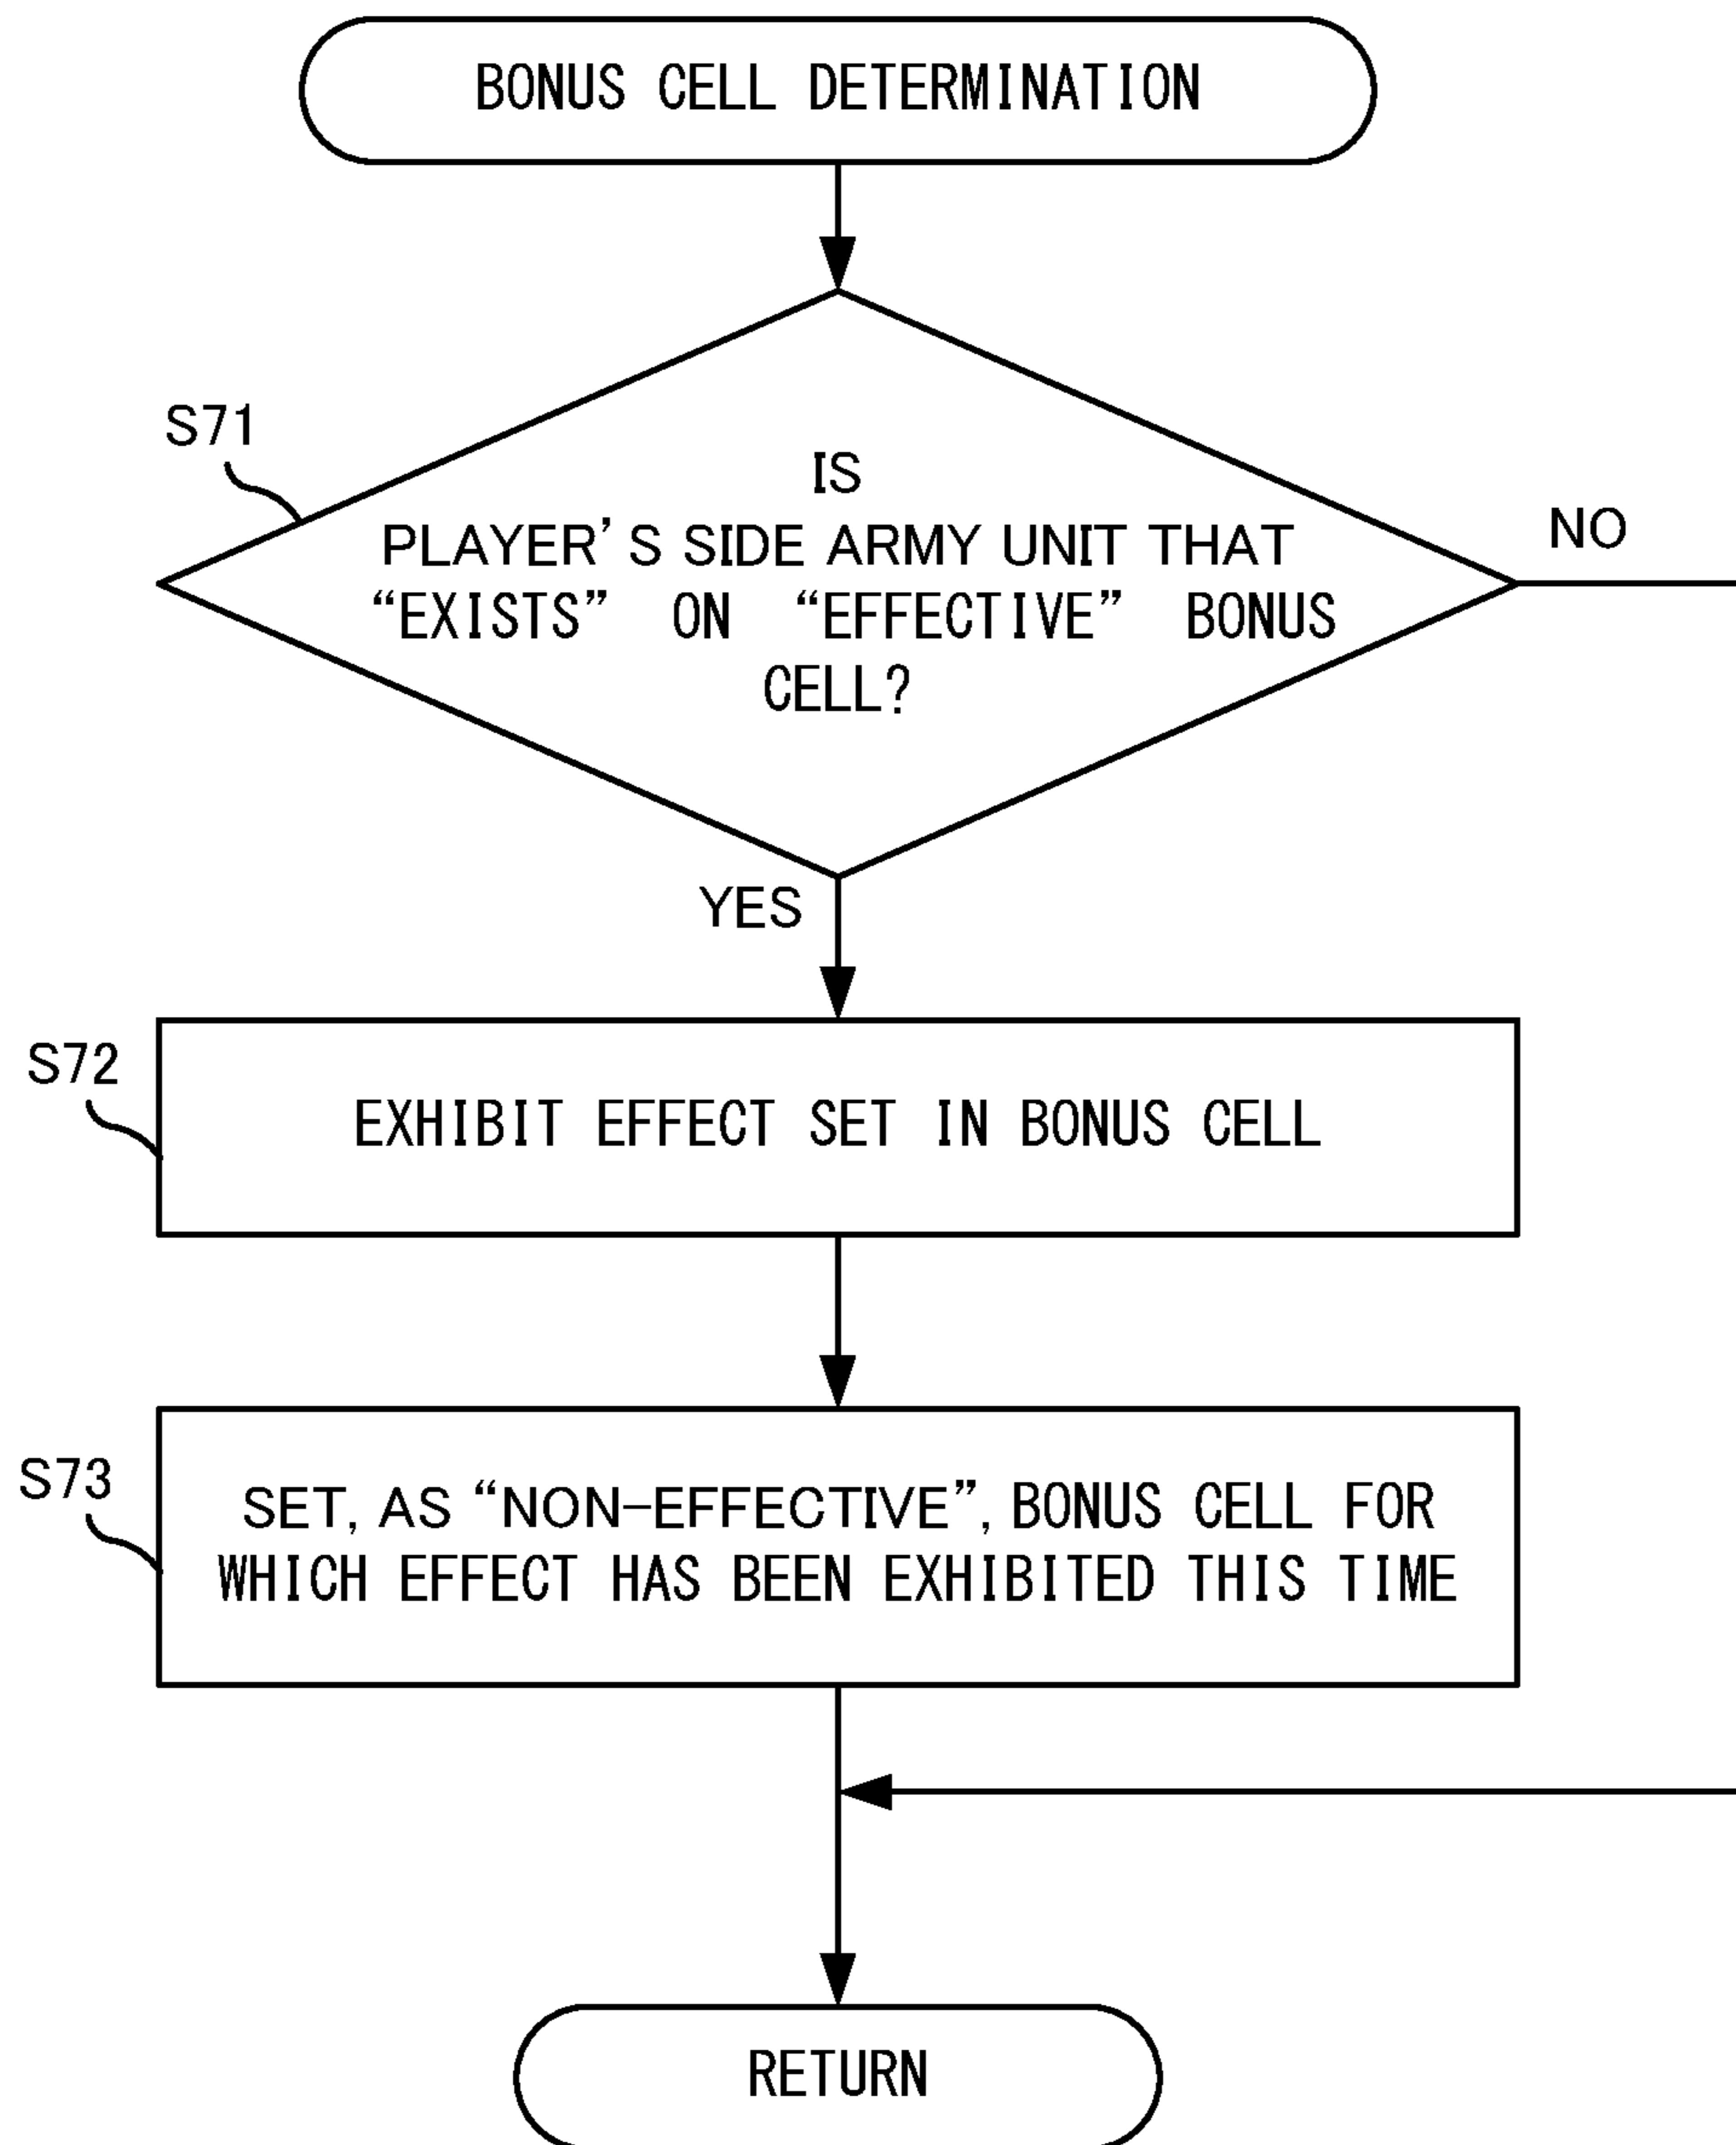 BONUS CELL DETERMINATION
S71
IS
PLAYER’S SIDE ARMY UNIT THAT
“EXISTS” ON “EFFECTIVE” BONUS
CELL?
NO
YES
S72
EXHIBIT EFFECT SET IN BONUS CELL
S73
SET, AS “NON-EFFECTIVE”, BONUS CELL FOR
WHICH EFFECT HAS BEEN EXHIBITED THIS TIME
RETURN